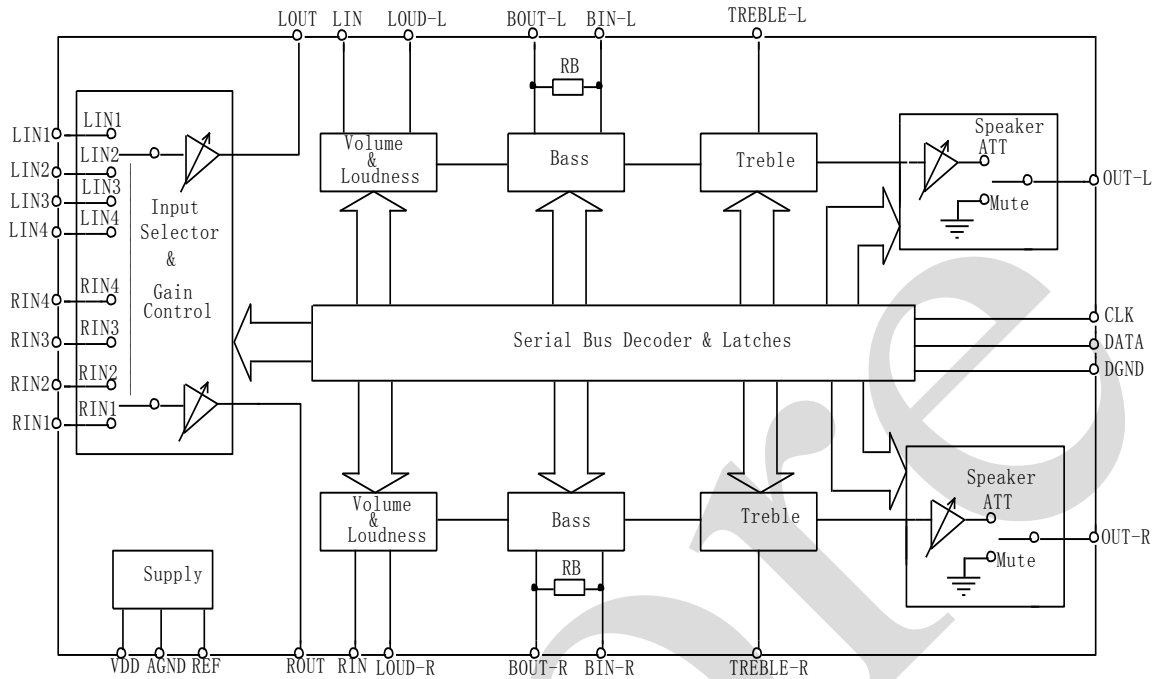 LOUT LIN LOUD-L BOUT-L BIN-L TREBLE-L
RB
LIN1
LIN2
LIN3
LIN4
RIN4
RIN3
RIN2
RIN1
LIN1
LIN2
LIN3
LIN4
RIN4
RIN3
RIN2
RIN1
Input
Selector
&
Gain
Control
Volume
&
Loudness
Bass
Treble
Speaker
ATT
Mute
OUT-L
Serial Bus Decoder & Latches
CLK
DATA
DGND
Volume
&
Loudness
Bass
Treble
Speaker
ATT
Mute
OUT-R
RB
Supply
VDD AGND REF ROUT RIN LOUD-R BOUT-R BIN-R TREBLE-R